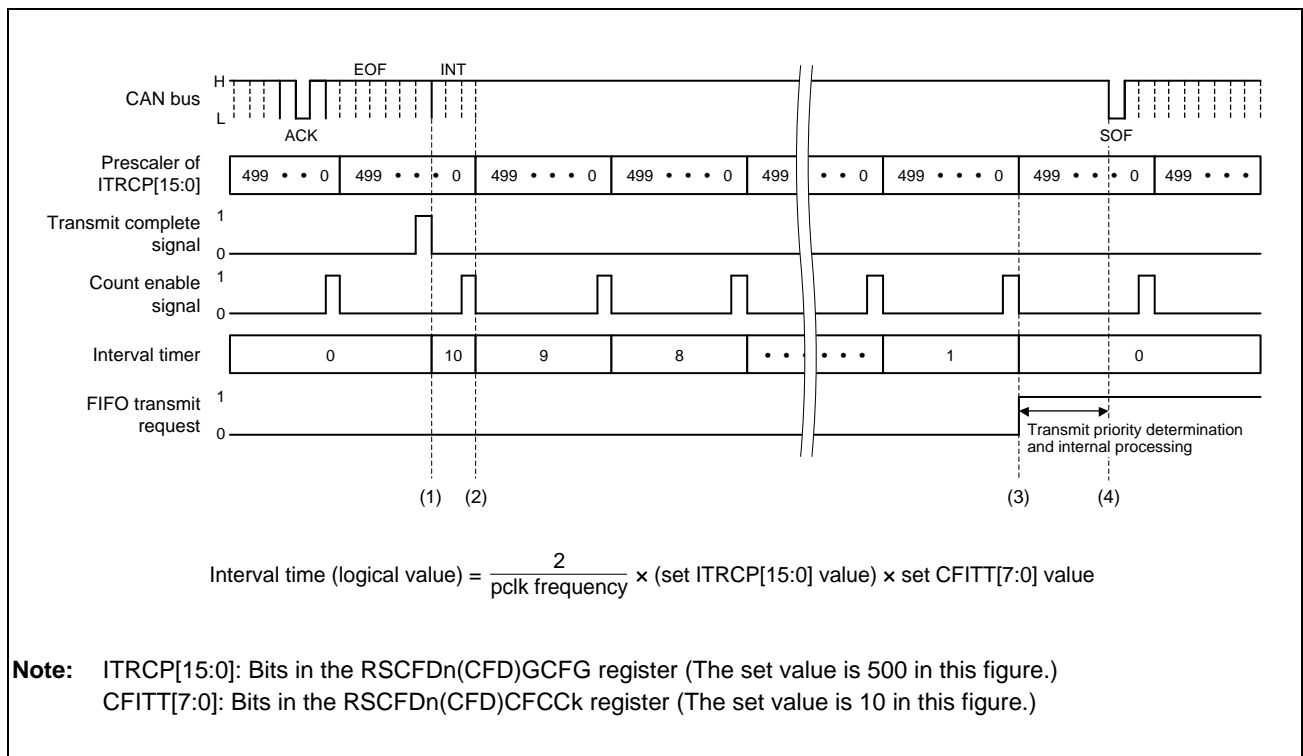 EOF INT
H
CAN bus
L
ACK SOF
Prescaler of
ITRCP[15:0]
499 • • 0 499 • • • 0 499 • • • 0 499 • • • 0 499 • • 0 499 • • • 0 499 • • • 0 499 • • •
Transmit complete
signal
1
0
Count enable
signal
1
0
Interval timer
0 10 9 8 • • • • • • 1 0
FIFO transmit
request
1
0
Transmit priority determination
and internal processing
(1) (2) (3) (4)
Interval time (logical value) = 2 / pclk frequency × (set ITRCP[15:0] value) × set CFITT[7:0] value
Note: ITRCP[15:0]: Bits in the RSCFDn(CFD)GCFG register (The set value is 500 in this figure.)
CFITT[7:0]: Bits in the RSCFDn(CFD)CFCCk register (The set value is 10 in this figure.)